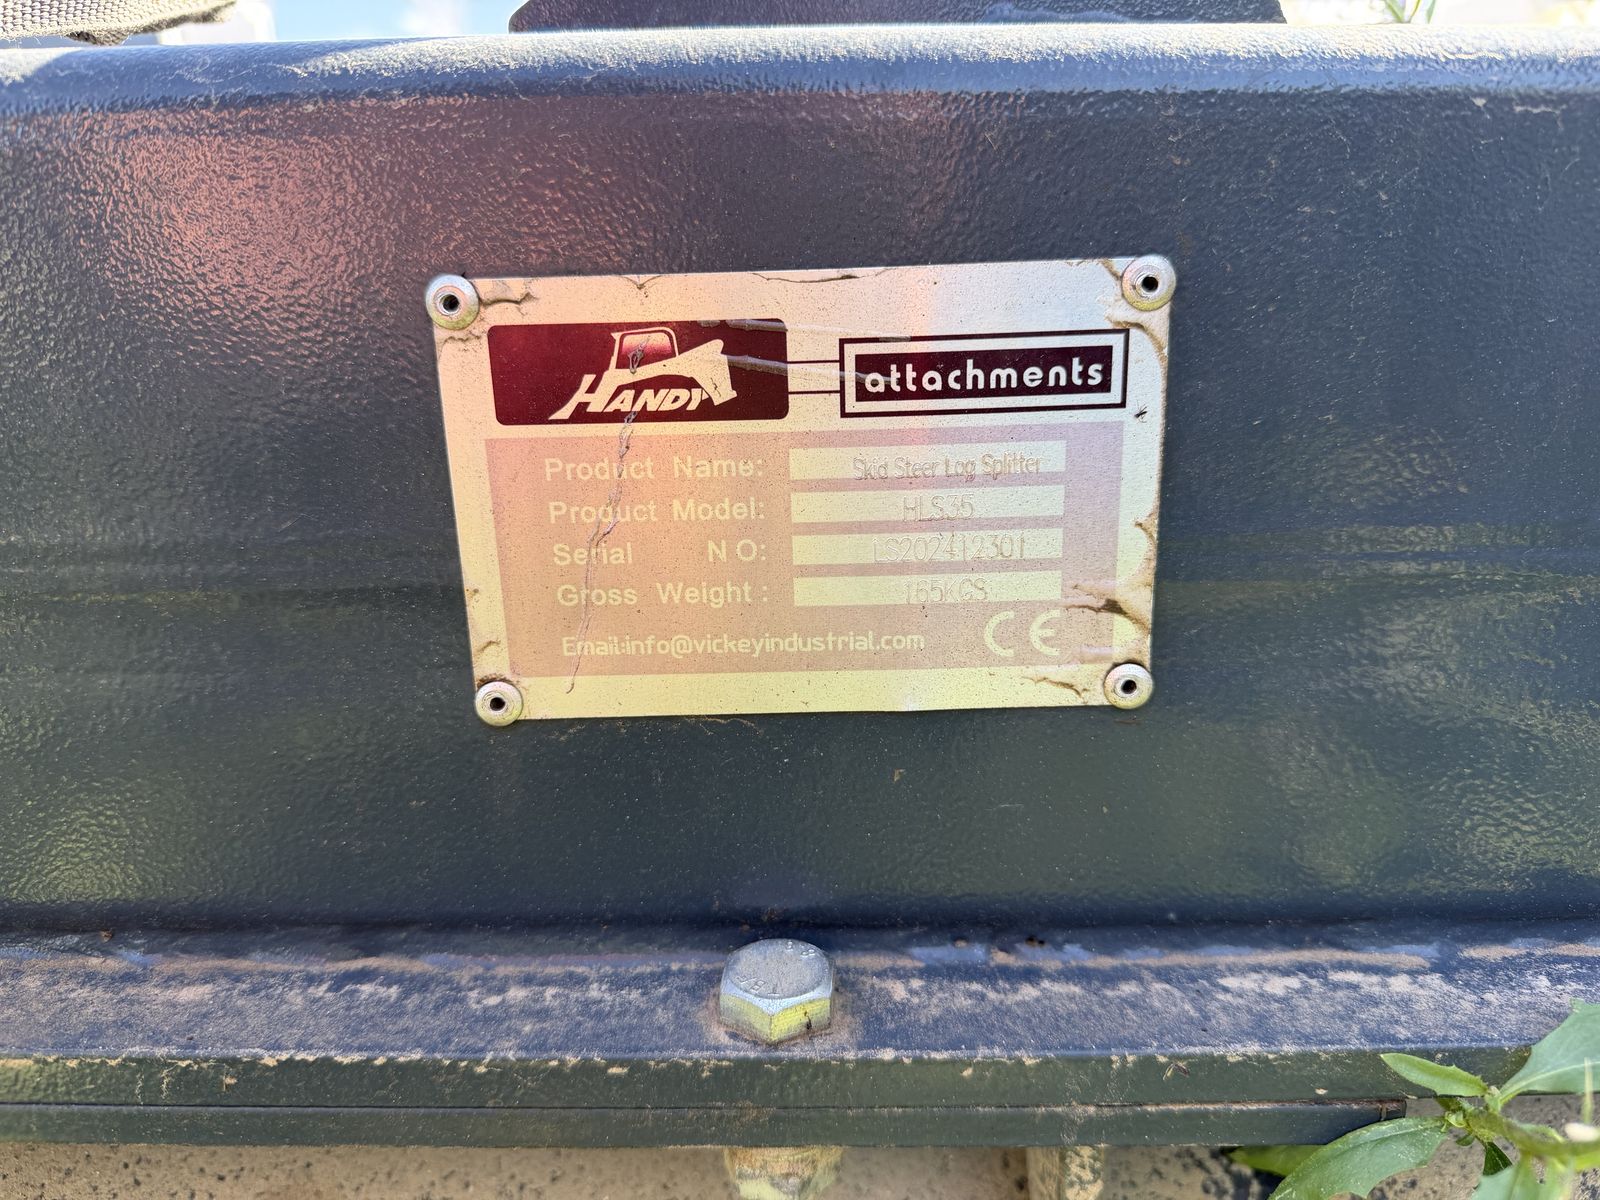 HANDY
attachments
Product Name: Skid Steer Log Splitter
Product Model: HLS35
Serial NO: LS202412301
Gross Weight: 165KGS
Email:info@vickeyindustrial.com
CE